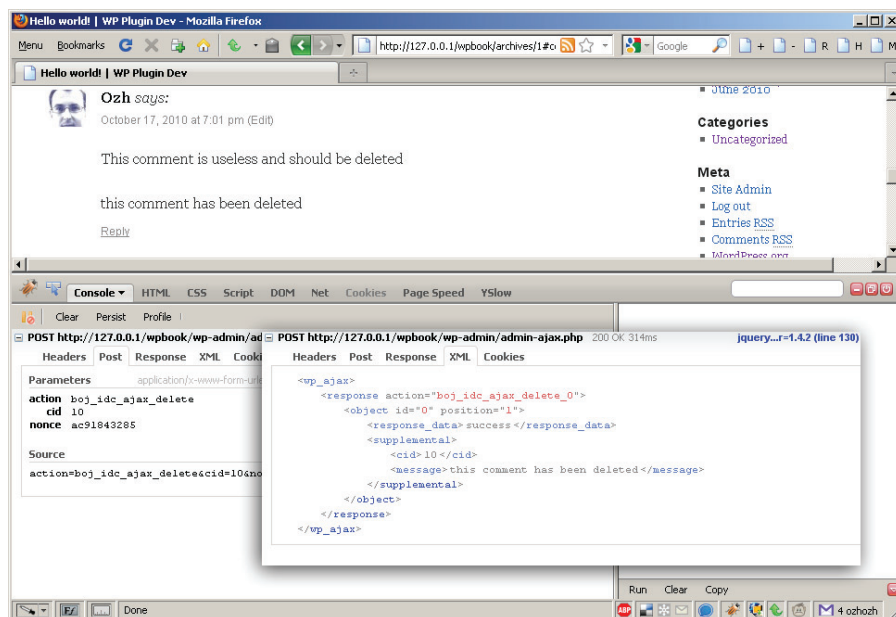 Hello world! | WP Plugin Dev - Mozilla Firefox
Menu Bookmarks http://127.0.0.1/wpbook/archives/1#c Google + - R H M
Hello world! | WP Plugin Dev
Ozh says:
October 17, 2010 at 7:01 pm (Edit)
This comment is useless and should be deleted
this comment has been deleted
Reply
June 2010
Categories
Uncategorized
Meta
Site Admin
Log out
Entries RSS
Comments RSS
WordPress.org
Console HTML CSS Script DOM Net Cookies Page Speed YSlow
Clear Persist Profile
POST http://127.0.0.1/wpbook/wp-admin/ad
Headers Post Response XML Cooki
Parameters application/x-www-form-urle
action boj_idc_ajax_delete
cid 10
nonce ac91843285
Source
action=boj_idc_ajax_delete&cid=10&no
POST http://127.0.0.1/wpbook/wp-admin/admin-ajax.php 200 OK 314ms jquery...r=1.4.2 (line 130)
Headers Post Response XML Cookies
<wp_ajax>
<response action="boj_idc_ajax_delete_0">
<object id="0" position="1">
<response_data>success</response_data>
<supplemental>
<cid>10</cid>
<message>this comment has been deleted</message>
</supplemental>
</object>
</response>
</wp_ajax>
Run Clear Copy
Done
ABP
4 ozhozh